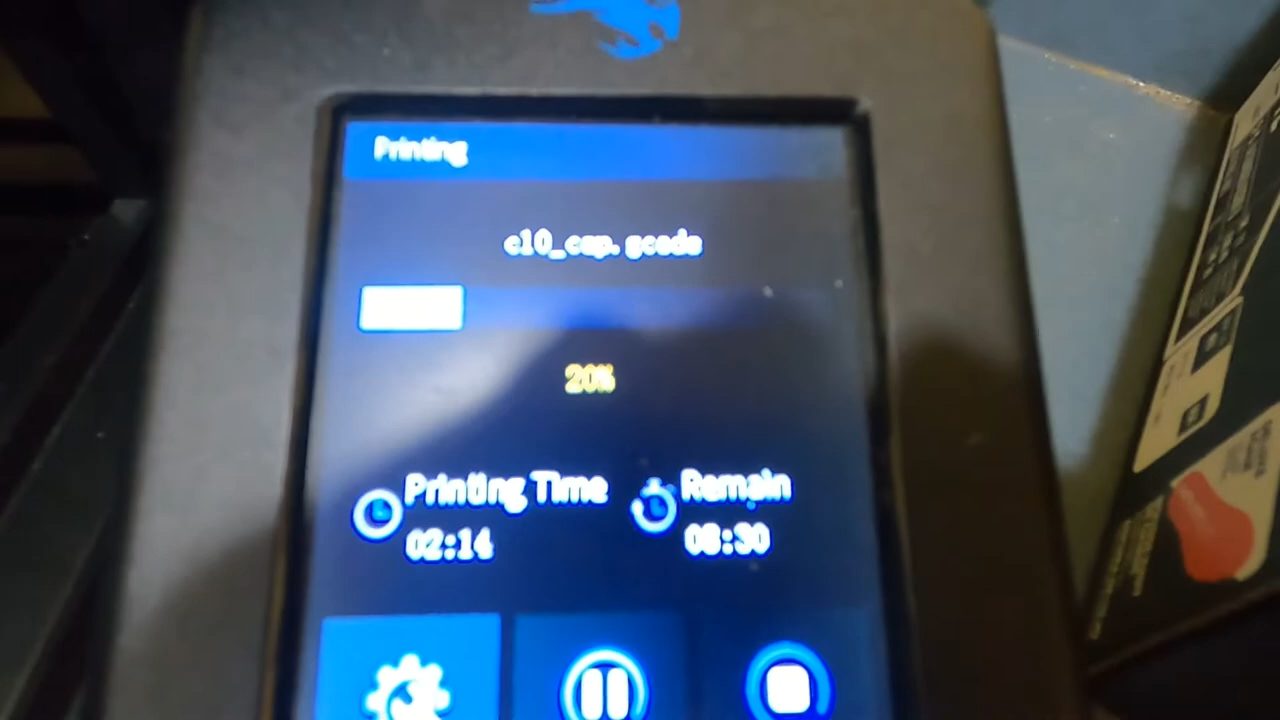 Printing
c10_cap.gcode
20%
Printing Time
Remain
02:14
08:30